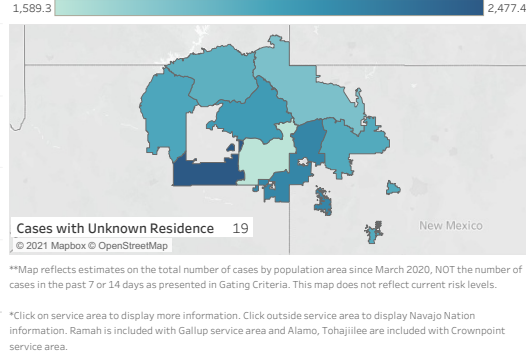 1,589.3
2,477.4
New Mexico
Cases with Unknown Residence 19
© 2021 Mapbox © OpenStreetMap
**Map reflects estimates on the total number of cases by population area since March 2020, NOT the number of
cases in the past 7 or 14 days as presented in Gating Criteria. This map does not reflect current risk levels.
*Click on service area to display more information. Click outside service area to display Navajo Nation
information. Ramah is included with Gallup service area and Alamo, Tohajiilee are included with Crownpoint
service area.